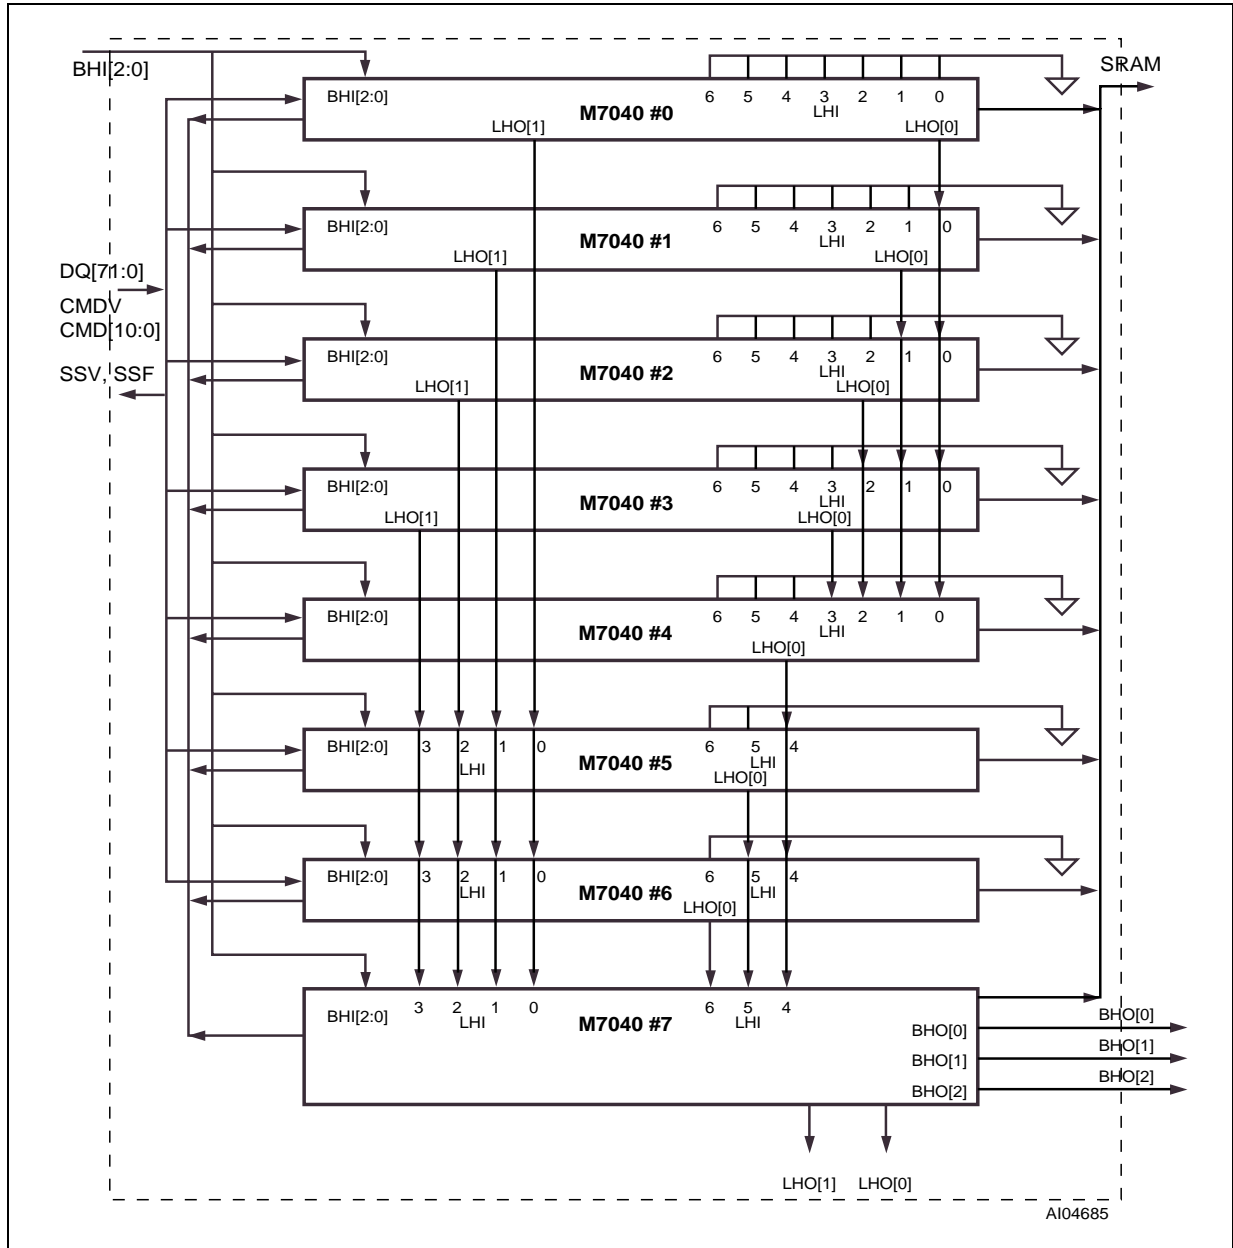 BHI[2:0]
SRAM
BHI[2:0]
6 5 4 3 2 1 0
M7040 #0
LHI
LHO[1]
LHO[0]
BHI[2:0]
6 5 4 3 2 1 0
M7040 #1
LHI
LHO[1]
LHO[0]
DQ[71:0]
CMDV
CMD[10:0]
SSV, SSF
BHI[2:0]
6 5 4 3 2 1 0
M7040 #2
LHI
LHO[1]
LHO[0]
BHI[2:0]
6 5 4 3 2 1 0
M7040 #3
LHI
LHO[1]
LHO[0]
BHI[2:0]
6 5 4 3 2 1 0
M7040 #4
LHI
LHO[0]
BHI[2:0]
3 2 1 0
6 5 4
LHI
M7040 #5
LHI
LHO[0]
BHI[2:0]
3 2 1 0
6 5 4
LHI
M7040 #6
LHI
LHO[0]
BHI[2:0]
3 2 1 0
6 5 4
LHI
M7040 #7
LHI
BHO[0]
BHO[0]
BHO[1]
BHO[1]
BHO[2]
BHO[2]
LHO[1]
LHO[0]
AI04685